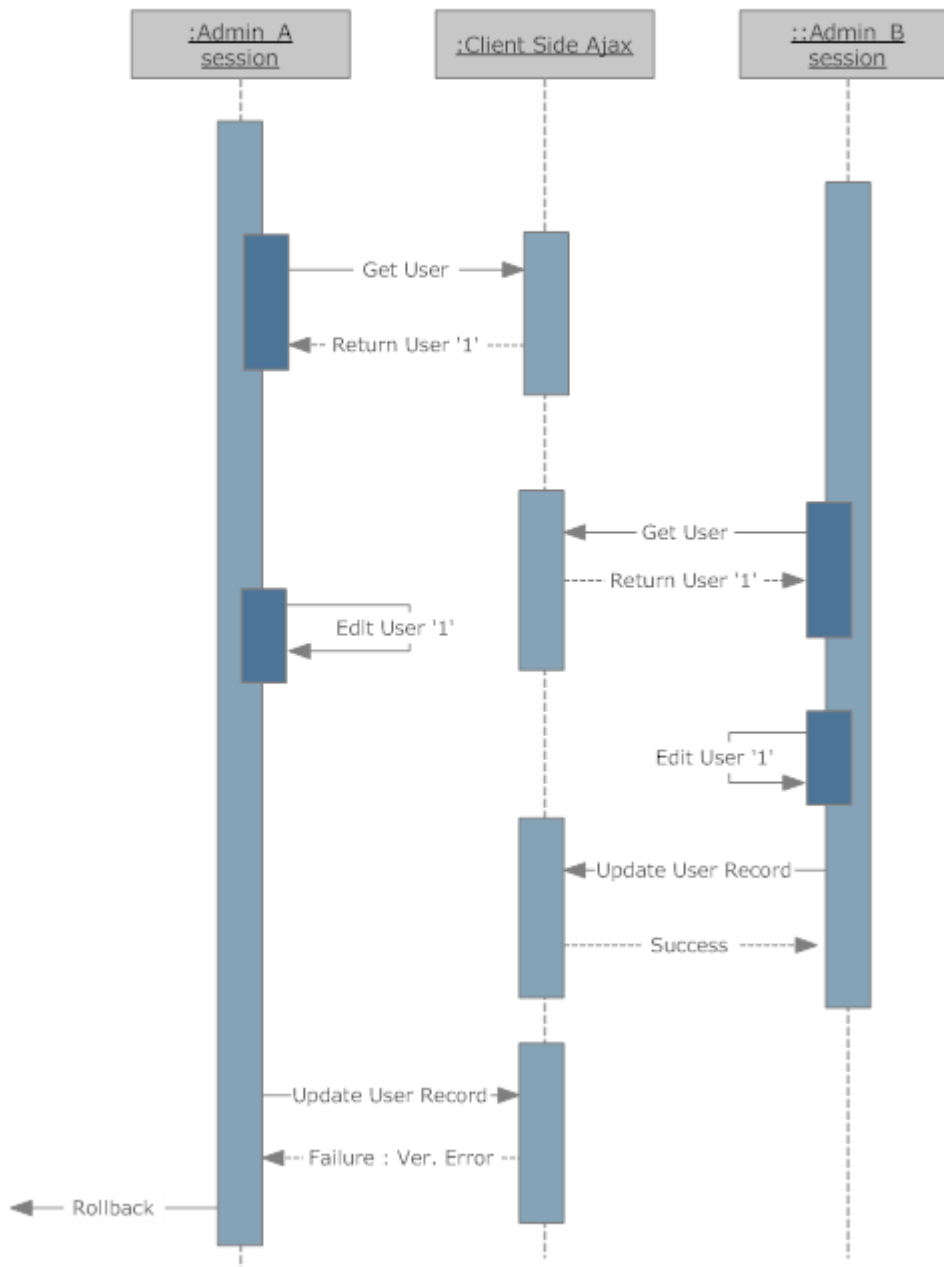 :Admin_A
session
:Client Side Ajax
::Admin_B
session
Get User
Return User '1'
Get User
Return User '1'
Edit User '1'
Edit User '1'
Update User Record
Success
Update User Record
Failure : Ver. Error
Rollback